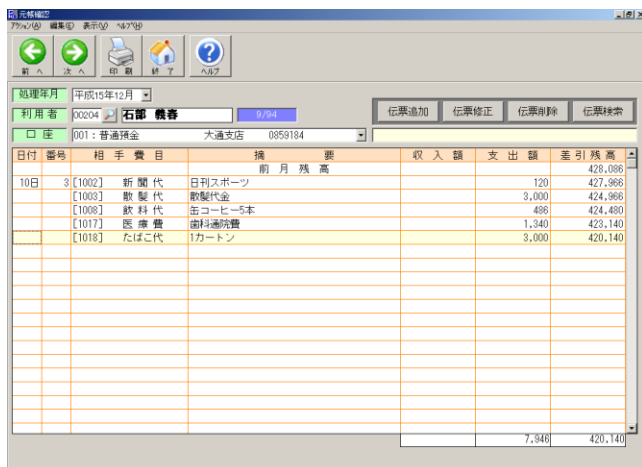 元帳確認
アクション(A) 編集(E) 表示(V) ヘルプ(H)
前 へ 次 へ 印 刷 終 了 ヘルプ
処理年月 平成15年12月
利用者 00204 石部 義春 9/94 伝票追加 伝票修正 伝票削除 伝票検索
口 座 001：普通預金 大通支店 0859184
日付 番号 相 手 費 目 摘 要 収 入 額 支 出 額 差 引 残 高
前 月 残 高 428,086
10日 3 [1002] 新 聞 代 日刊スポーツ 120 427,966
[1003] 散 髪 代 散髪代金 3,000 424,966
[1008] 飲 料 代 缶コーヒー5本 486 424,480
[1017] 医 療 費 歯科通院費 1,340 423,140
[1018] たばこ代 1カートン 3,000 420,140
7,946 420,140